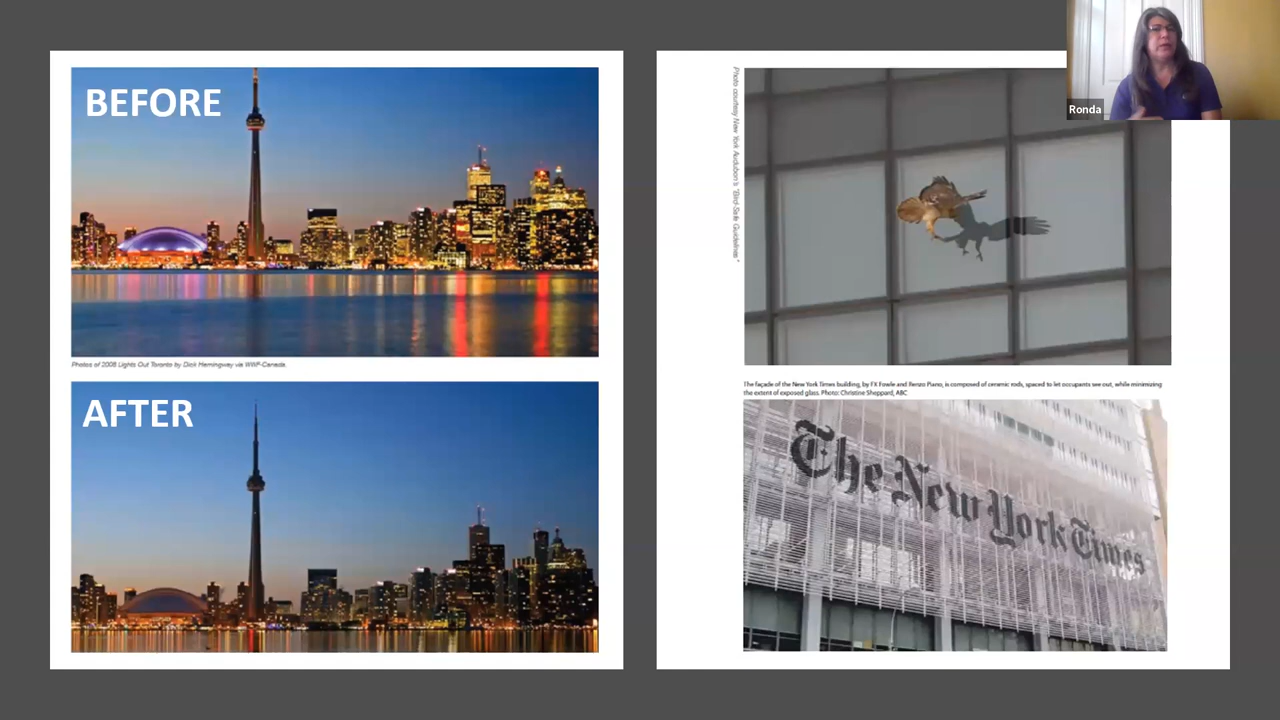 BEFORE
Photos of 2008 Lights Out Toronto by Dick Hemingway via WWF-Canada.
AFTER
Photo courtesy New York Audubon's "Bird-Safe Guidelines"
Ronda
The façade of the New York Times building, by FX Fowle and Renzo Piano, is composed of ceramic rods, spaced to let occupants see out, while minimizing
the extent of exposed glass. Photo: Christine Sheppard, ABC
The New York Times